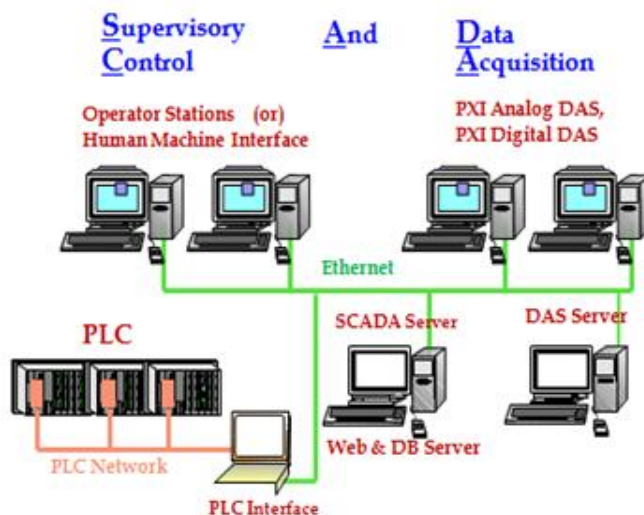 Supervisory And Data
Control Acquisition
Operator Stations (or)
Human Machine Interface
PXI Analog DAS,
PXI Digital DAS
Ethernet
SCADA Server
DAS Server
PLC
Web & DB Server
PLC Network
PLC Interface